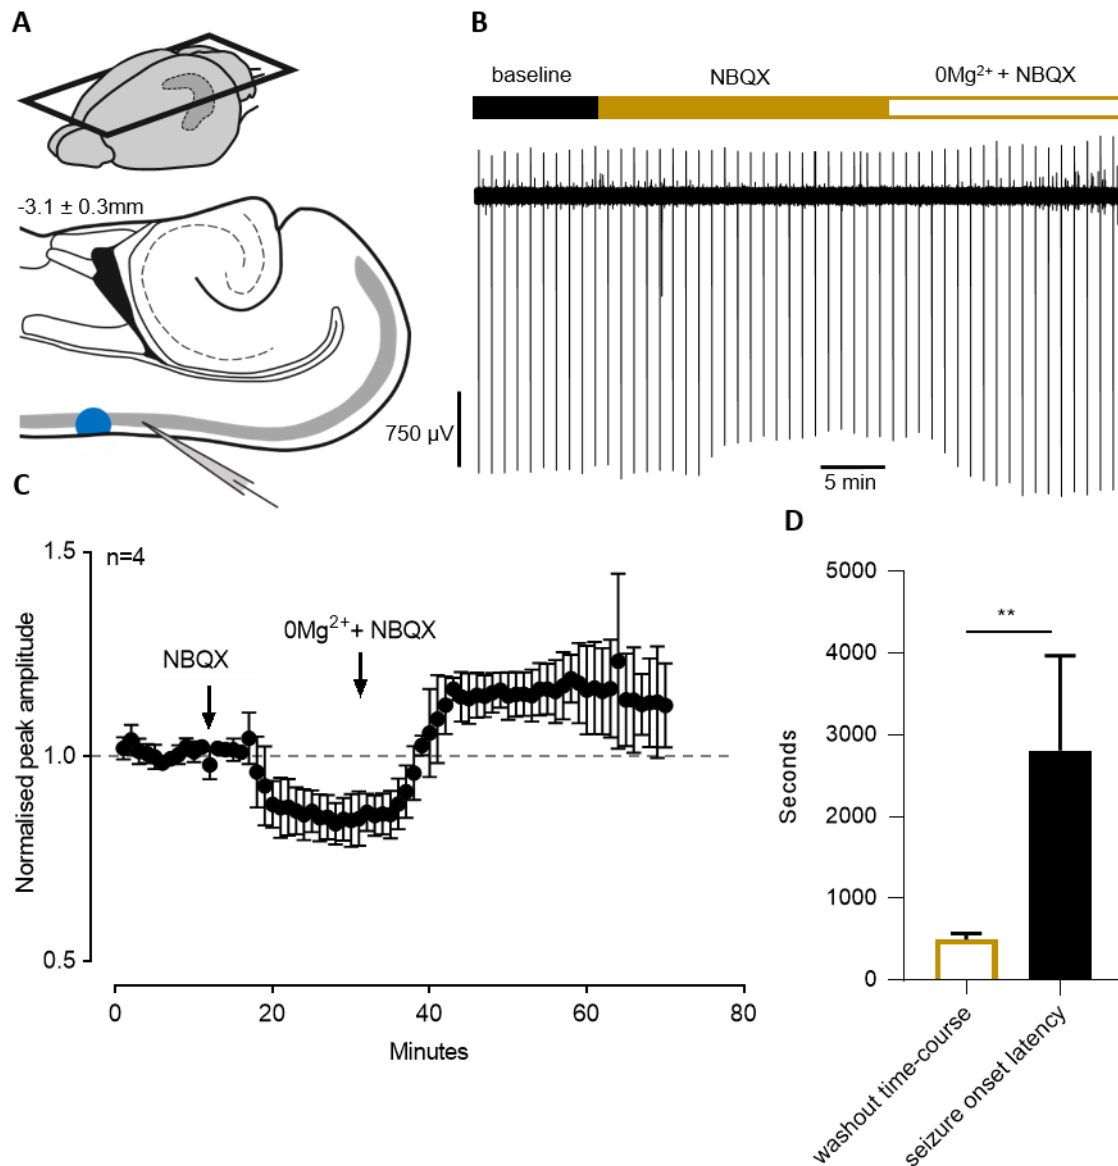 A
-3.1 ± 0.3mm
B
baseline
NBQX
0Mg²⁺ + NBQX
750 µV
5 min
C
n=4
1.5
1.0
0.5
Normalised peak amplitude
NBQX
0Mg²⁺ + NBQX
0
20
40
60
80
Minutes
D
5000
4000
3000
2000
1000
0
Seconds
**
washout time-course
seizure onset latency